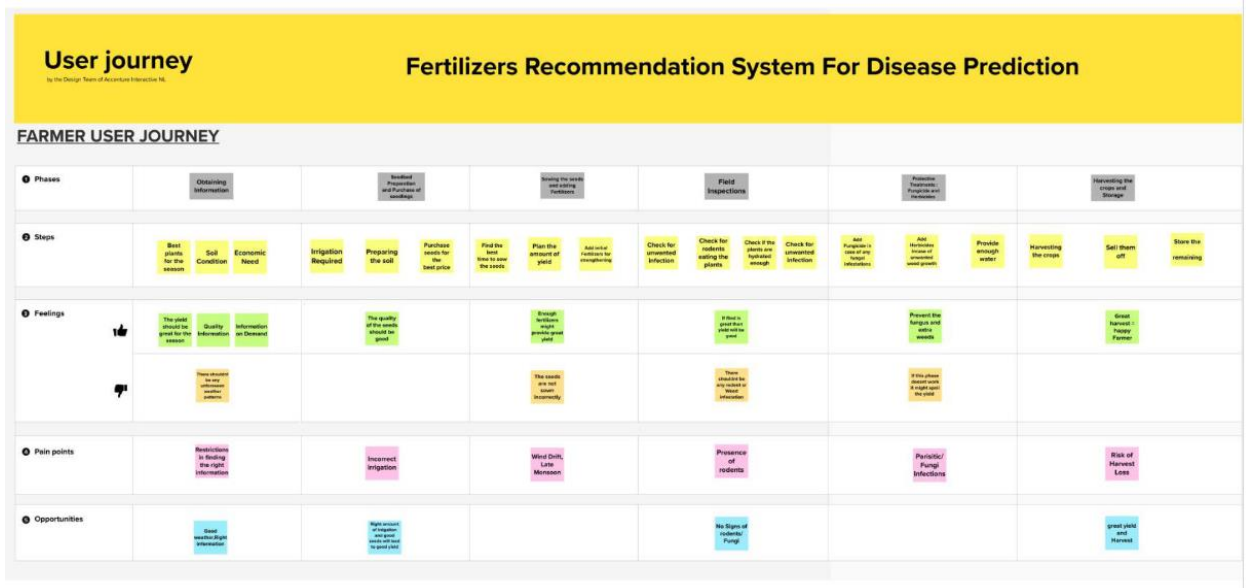 User journey
by the Design Team of Accenture Interactive NL
Fertilizers Recommendation System For Disease Prediction
FARMER USER JOURNEY
1 Phases
Obtaining
Information
Seedbed
Preparation
and Purchase of
seedlings
Sowing the seeds
and adding
Fertilizers
Field
Inspections
Protective
Treatments:
Fungicide and
Herbicides
Harvesting the
crops and
Storage
2 Steps
Best
plants
for the
season
Soil
Condition
Economic
Need
Irrigation
Required
Preparing
the soil
Purchase
seeds for
the
best price
Find the
best
time to sow
the seeds
Plan the
amount of
yield
Add initial
Fertilizers for
strengthening
Check for
unwanted
infection
Check for
rodents
eating the
plants
Check if the
plants are
hydrated
enough
Check for
unwanted
infection
Add
Fungicide in
case of any
fungal
infestations
Add
Herbicides
incase of
unwanted
weed growth
Provide
enough
water
Harvesting
the crops
Sell them
off
Store the
remaining
3 Feelings
The yield
should be
great for the
season
Quality
Information
Information
on Demand
The quality
of the seeds
should be
good
Enough
fertilizers
might
provide great
yield
If filed is
great then
yield will be
good
Prevent the
fungus and
extra
weeds
Great
harvest :
happy
Farmer
There shouldnt
be any
unforeseen
weather
patterns
The seeds
are not
sown
incorrectly
There
shouldnt be
any rodent or
Weed
infestation
If this phase
doesnt work
it might spoil
the yield
4 Pain points
Restrictions
in finding
the right
information
Incorrect
irrigation
Wind Drift,
Late
Monsoon
Presence
of
rodents
Parisitic/
Fungi
Infections
Risk of
Harvest
Loss
5 Opportunities
Good
weather,Right
information
Right amount
of irrigation
and good
seeds will lead
to good yield
No Signs of
rodents/
Fungi
great yield
and
Harvest